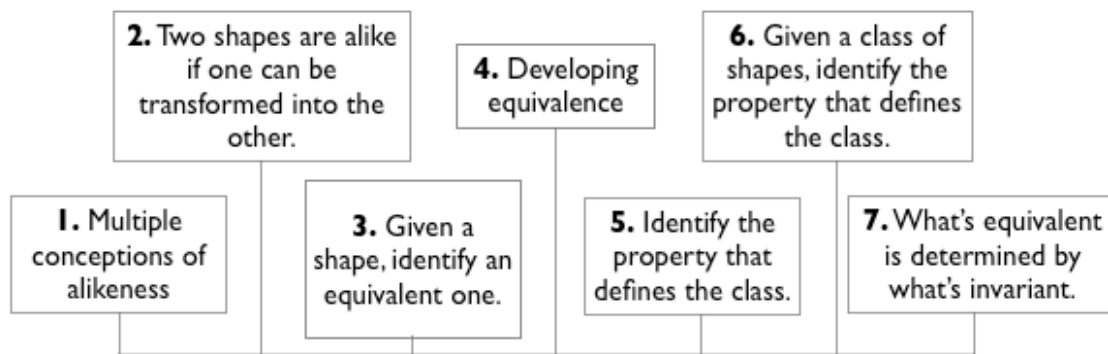 1. Multiple
conceptions of
alikeness
2. Two shapes are alike
if one can be
transformed into the
other.
3. Given a
shape, identify an
equivalent one.
4. Developing
equivalence
5. Identify the
property that
defines the class.
6. Given a class of
shapes, identify the
property that defines
the class.
7. What's equivalent
is determined by
what's invariant.